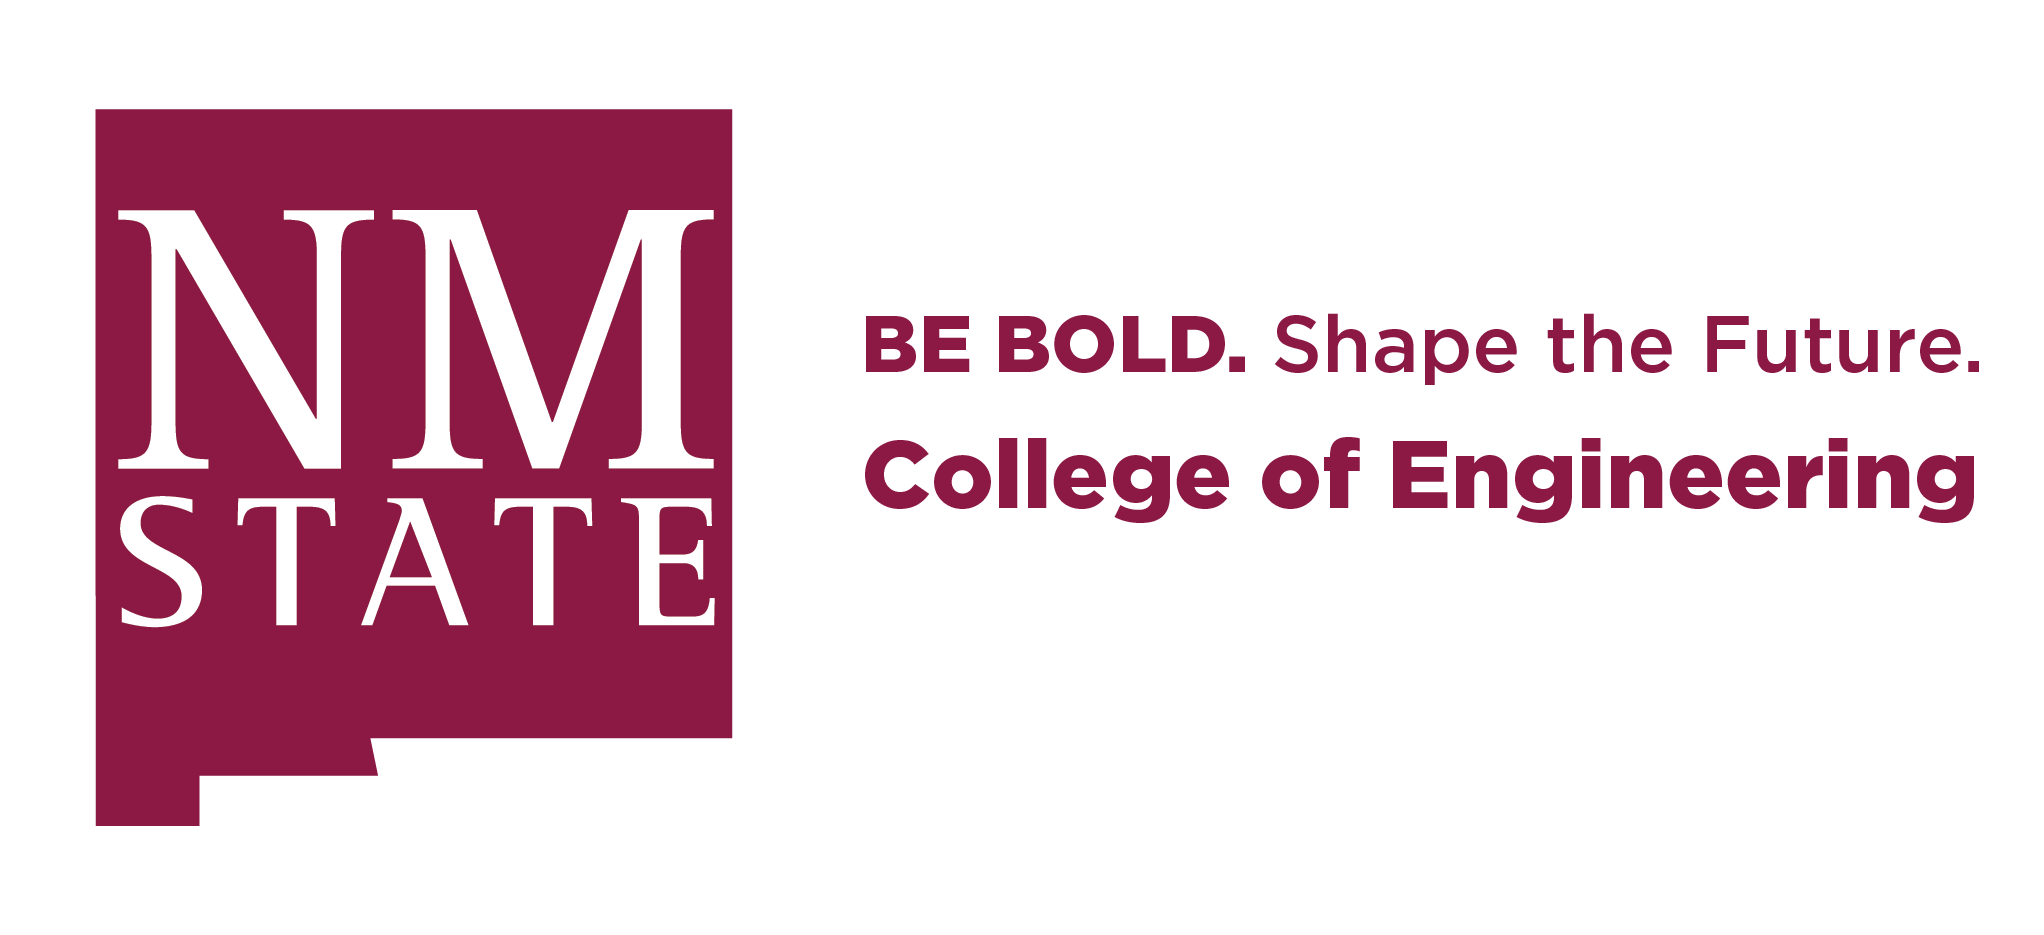 NM
STATE
BE BOLD. Shape the Future.
College of Engineering